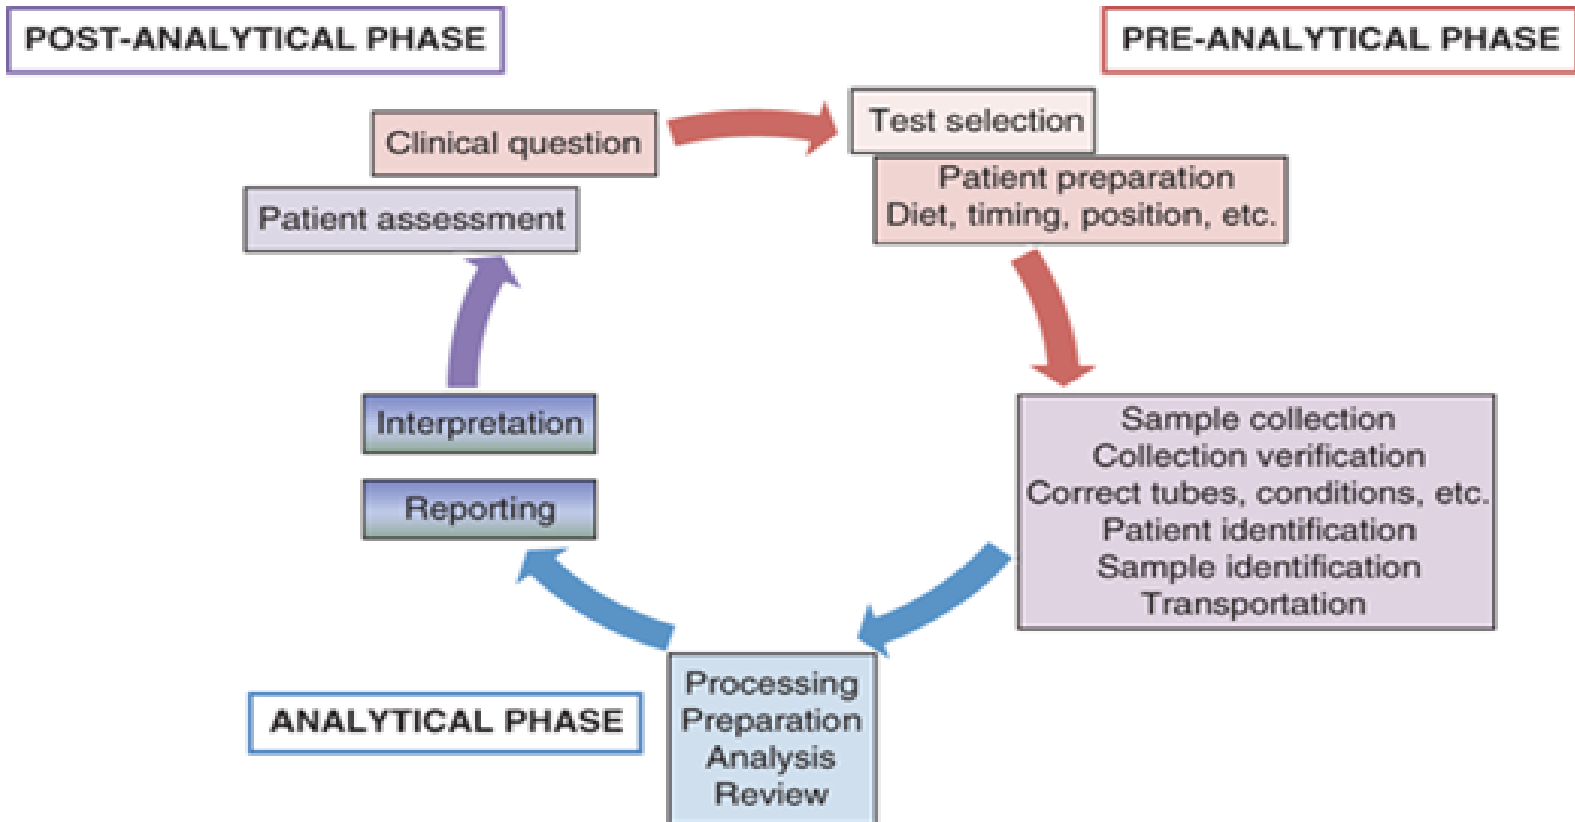 POST-ANALYTICAL PHASE
PRE-ANALYTICAL PHASE
Clinical question
Test selection
Patient preparation
Diet, timing, position, etc.
Patient assessment
Interpretation
Reporting
Sample collection
Collection verification
Correct tubes, conditions, etc.
Patient identification
Sample identification
Transportation
ANALYTICAL PHASE
Processing
Preparation
Analysis
Review